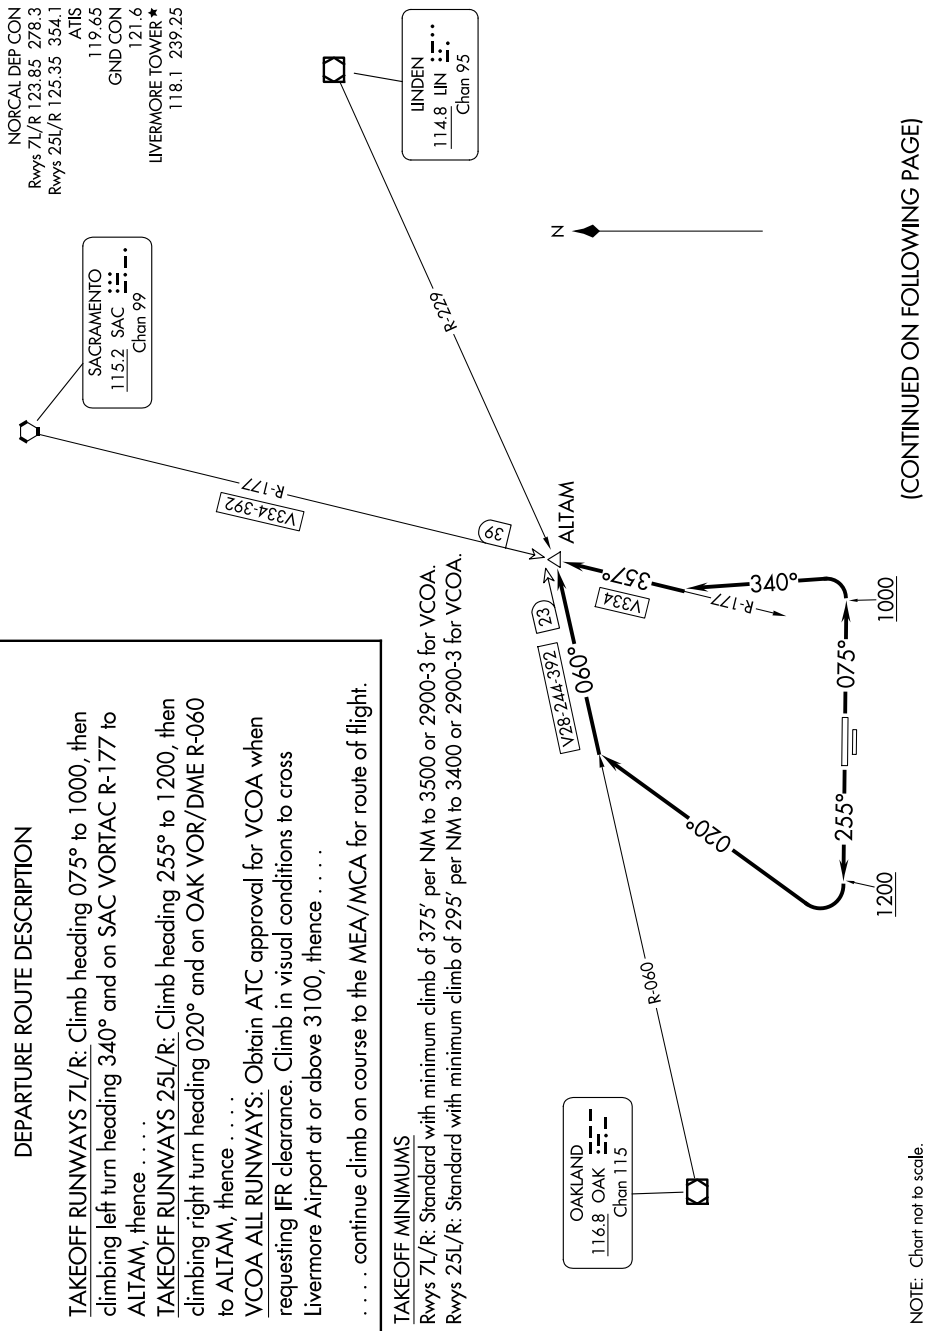 NORCAL DEP CON
Rwys 7L/R 123.85 278.3
Rwys 25L/R 125.35 354.1
ATIS
119.65
GND CON
121.6
LIVERMORE TOWER★
118.1 239.25
DEPARTURE ROUTE DESCRIPTION
TAKEOFF RUNWAYS 7L/R: Climb heading 075° to 1000, then
climbing left turn heading 340° and on SAC VORTAC R-177 to
ALTAM, thence . . . .
TAKEOFF RUNWAYS 25L/R: Climb heading 255° to 1200, then
climbing right turn heading 020° and on OAK VOR/DME R-060
to ALTAM, thence . . . . .
VCOA ALL RUNWAYS: Obtain ATC approval for VCOA when
requesting IFR clearance. Climb in visual conditions to cross
Livermore Airport at or above 3100, thence . . . .
. . . . continue climb on course to the MEA/MCA for route of flight.
TAKEOFF MINIMUMS
Rwys 7L/R: Standard with minimum climb of 375' per NM to 3500 or 2900-3 for VCOA.
Rwys 25L/R: Standard with minimum climb of 295' per NM to 3400 or 2900-3 for VCOA.
SACRAMENTO
115.2 SAC
Chan 99
LINDEN
114.8 LIN
Chan 95
OAKLAND
116.8 OAK
Chan 115
R-177
V334-392
39
R-229
N
ALTAM
23
V28-244-392
060°
357°
V334
R-177
340°
1000
075°
255°
1200
020°
R-060
NOTE: Chart not to scale.
(CONTINUED ON FOLLOWING PAGE)